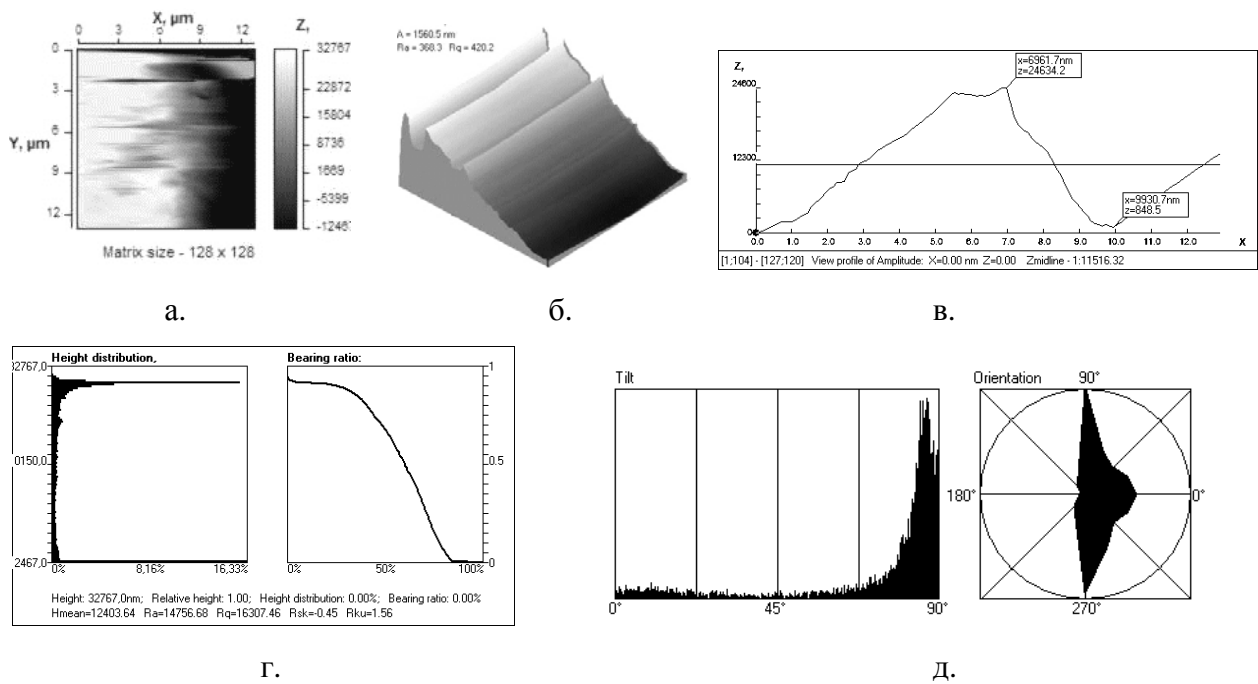 X, µm
Z,
0 3 6 9 12
0
3
6
9
12
Y, µm
32767
22872
15804
8736
1669
-5399
-1246
Matrix size - 128 x 128
а.
A = 1560.5 nm
Ra = 368.3 Rq = 420.2
б.
Z,
24600
12300
0
x=6961.7nm
z=24634.2
x=9930.7nm
z=848.5
0.0 1.0 2.0 3.0 4.0 5.0 6.0 7.0 8.0 9.0 10.0 11.0 12.0 X
[1;104] - [127;120] View profile of Amplitude: X=0.00 nm Z=0.00 Zmidline - 1:11516.32
в.
Height distribution,
Bearing ratio:
32767,0
0150,0
2467,0
0% 8,16% 16,33%
1
0.5
0
0% 50% 100%
Height: 32767,0nm; Relative height: 1.00; Height distribution: 0.00%; Bearing ratio: 0.00%
Hmean=12403.64 Ra=14756.68 Rq=16307.46 Rsk=-0.45 Rku=1.56
г.
Tilt
0° 45° 90°
Orientation
90°
180°
0°
270°
д.